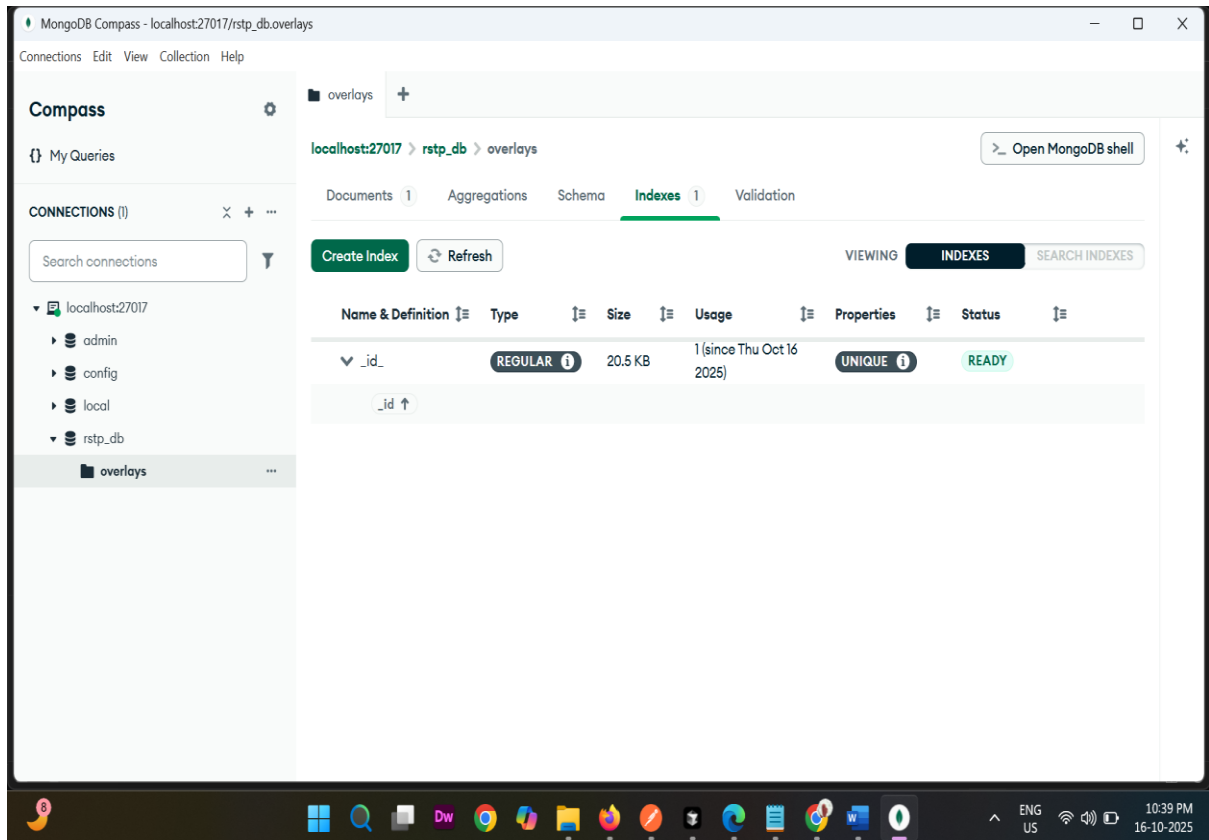 MongoDB Compass - localhost:27017/rstp_db.overlays
Connections Edit View Collection Help
Compass
{} My Queries
CONNECTIONS (1)
Search connections
localhost:27017
admin
config
local
rstp_db
overlays
overlays
localhost:27017 > rstp_db > overlays
>_ Open MongoDB shell
Documents 1 Aggregations Schema Indexes 1 Validation
Create Index Refresh VIEWING INDEXES SEARCH INDEXES
Name & Definition Type Size Usage Properties Status
_id_ REGULAR 20.5 KB 1 (since Thu Oct 16 2025) UNIQUE READY
_id ↑
8
Dw
W
ENG
US
10:39 PM
16-10-2025